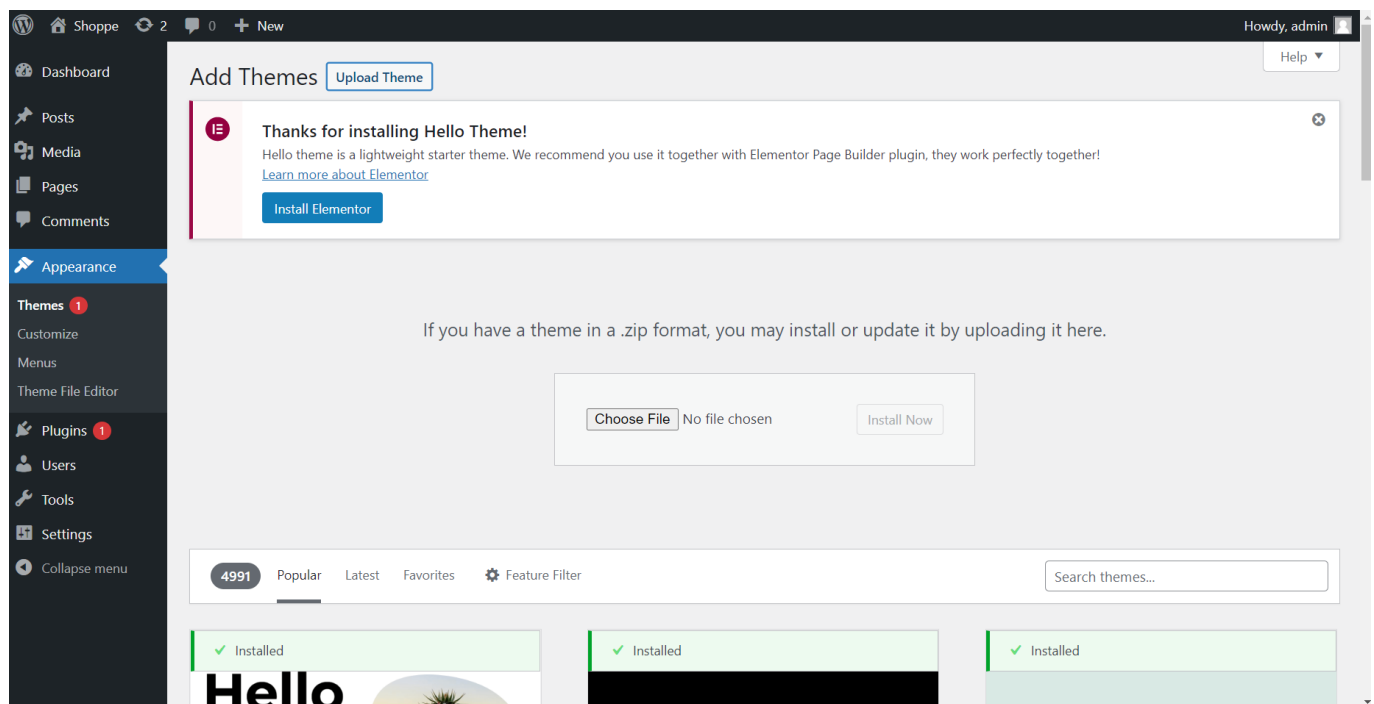 Shoppe 2 0 New Howdy, admin
Help
Dashboard
Posts
Media
Pages
Comments
Appearance
Themes 1
Customize
Menus
Theme File Editor
Plugins 1
Users
Tools
Settings
Collapse menu
Add Themes Upload Theme
Thanks for installing Hello Theme!
Hello theme is a lightweight starter theme. We recommend you use it together with Elementor Page Builder plugin, they work perfectly together!
Learn more about Elementor
Install Elementor
If you have a theme in a .zip format, you may install or update it by uploading it here.
Choose File No file chosen Install Now
4991 Popular Latest Favorites Feature Filter Search themes...
Installed Installed Installed
Hello